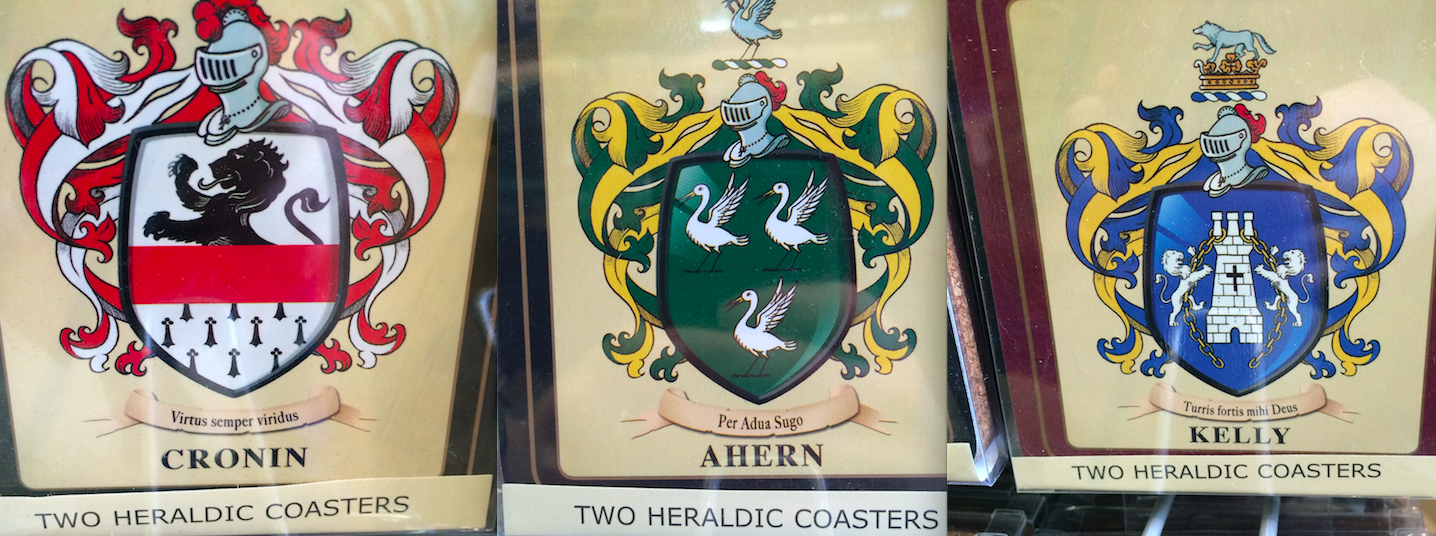 Virtus semper viridus
CRONIN
TWO HERALDIC COASTERS
Per Adua Sugo
AHERN
TWO HERALDIC COASTERS
Turris fortis mihi Deus
KELLY
TWO HERALDIC COASTERS